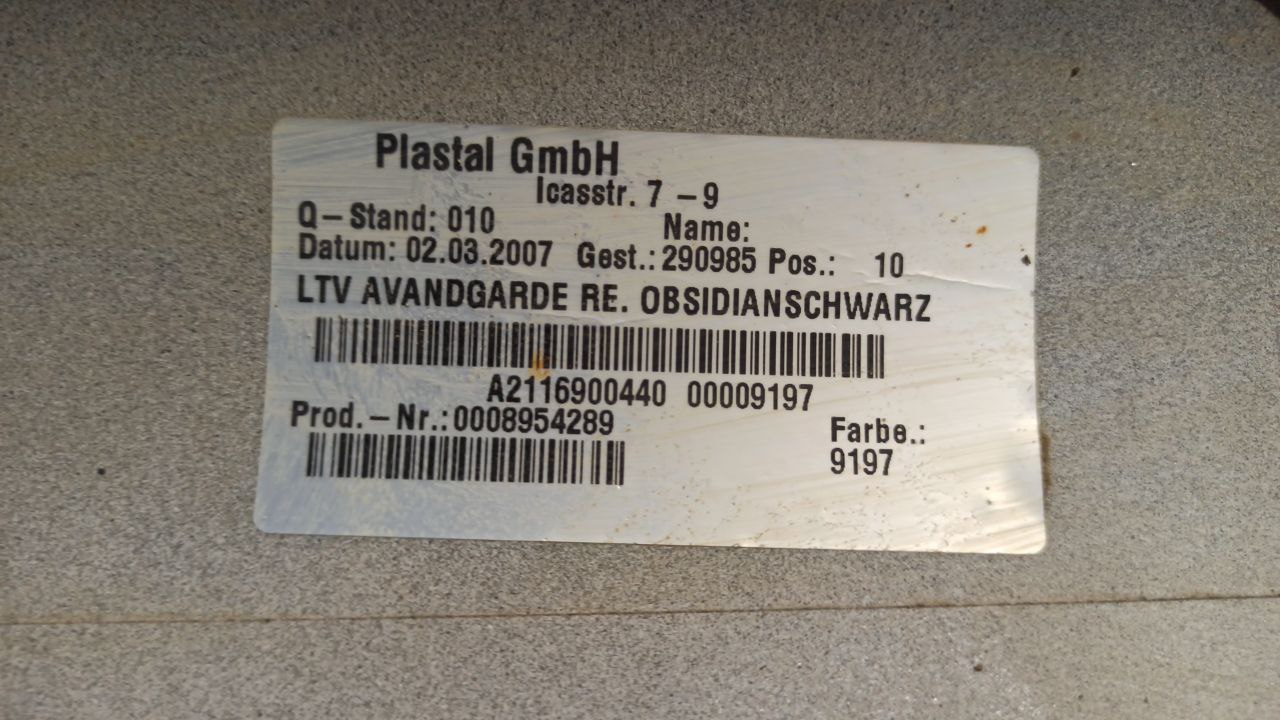 Plastal GmbH
Icasstr. 7 – 9
Q – Stand: 010 Name:
Datum: 02.03.2007 Gest.: 290985 Pos.: 10
LTV AVANDGARDE RE. OBSIDIANSCHWARZ
A2116900440 00009197
Prod. – Nr.: 0008954289 Farbe.:
9197